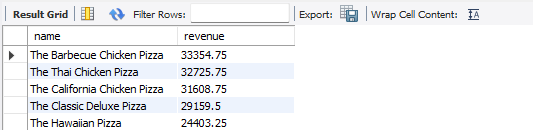 Result Grid Filter Rows: Export: Wrap Cell Content: IA
name revenue
The Barbecue Chicken Pizza 33354.75
The Thai Chicken Pizza 32725.75
The California Chicken Pizza 31608.75
The Classic Deluxe Pizza 29159.5
The Hawaiian Pizza 24403.25